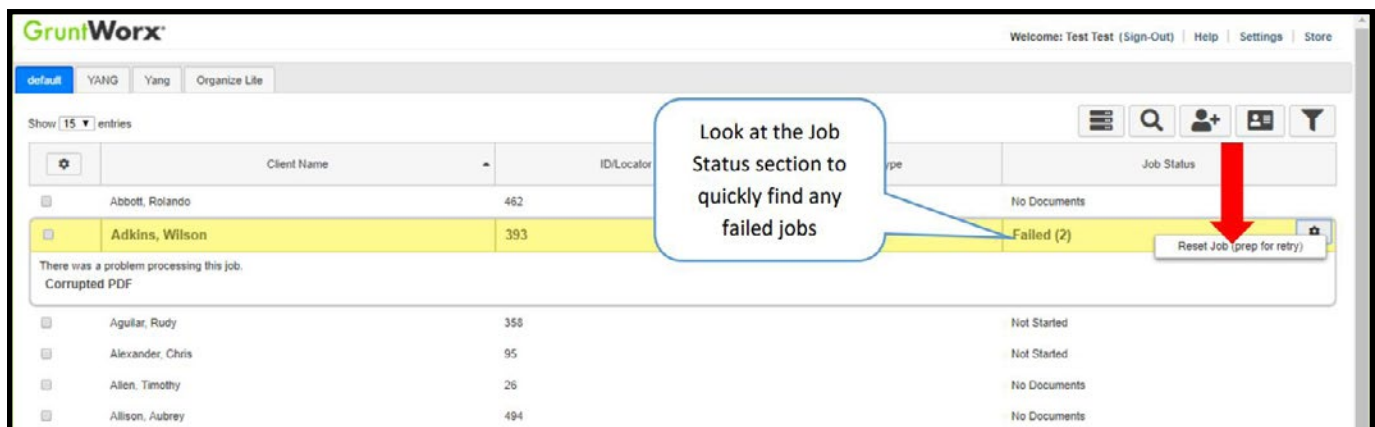 GruntWorx
Welcome: Test Test (Sign-Out) | Help | Settings | Store
default YANG Yang Organize Lite
Show 15 entries
Client Name ID/Locator ype Job Status
Look at the Job
Status section to
quickly find any
failed jobs
Abbott, Rolando 462 No Documents
Adkins, Wilson 393 Failed (2)
Reset Job (prep for retry)
There was a problem processing this job.
Corrupted PDF
Aguilar, Rudy 358 Not Started
Alexander, Chris 95 Not Started
Allen, Timothy 26 No Documents
Allison, Aubrey 494 No Documents